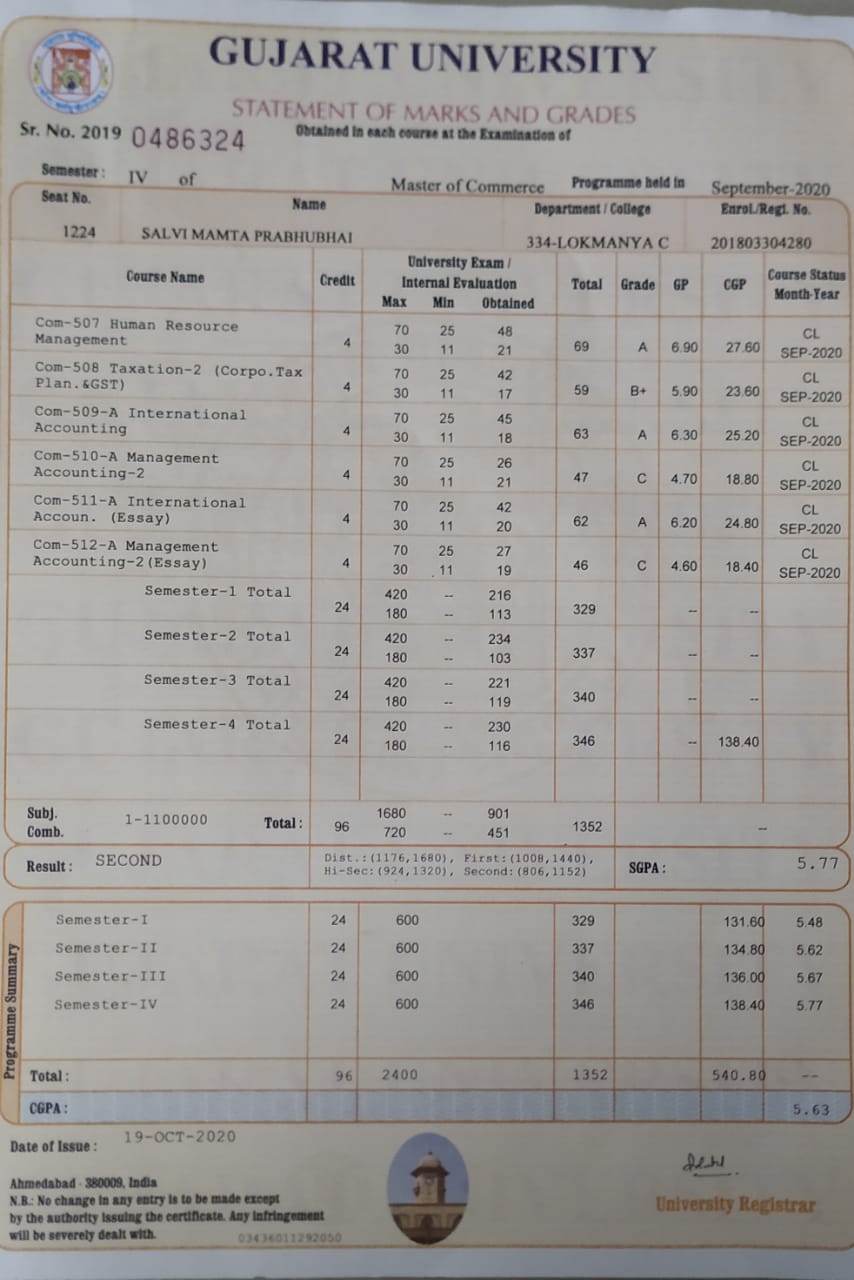 GUJARAT UNIVERSITY
STATEMENT OF MARKS AND GRADES
Sr. No. 2019 0486324 Obtained in each course at the Examination of
Semester : IV of Master of Commerce Programme held in September-2020
Seat No. Name Department / College Enrol./Regi. No.
1224 SALVI MAMTA PRABHUBHAI 334-LOKMANYA C 201803304280
Course Name Credit University Exam / Internal Evaluation Total Grade GP CGP Course Status Month-Year
Max Min Obtained
Com-507 Human Resource 70 25 48 CL
Management 4 30 11 21 69 A 6.90 27.60 SEP-2020
Com-508 Taxation-2 (Corpo.Tax 70 25 42 CL
Plan.&GST) 4 30 11 17 59 B+ 5.90 23.60 SEP-2020
Com-509-A International 70 25 45 CL
Accounting 4 30 11 18 63 A 6.30 25.20 SEP-2020
Com-510-A Management 70 25 26 CL
Accounting-2 4 30 11 21 47 C 4.70 18.80 SEP-2020
Com-511-A International 70 25 42 CL
Accoun. (Essay) 4 30 11 20 62 A 6.20 24.80 SEP-2020
Com-512-A Management 70 25 27 CL
Accounting-2(Essay) 4 30 11 19 46 C 4.60 18.40 SEP-2020
Semester-1 Total 420 -- 216
24 180 -- 113 329 -- --
Semester-2 Total 420 -- 234
24 180 -- 103 337 -- --
Semester-3 Total 420 -- 221
24 180 -- 119 340 -- --
Semester-4 Total 420 -- 230
24 180 -- 116 346 -- 138.40
Subj. 1-1100000 Total : 1680 -- 901
Comb. 96 720 -- 451 1352 --
Result : SECOND Dist.:(1176,1680), First:(1008,1440), SGPA : 5.77
Hi-Sec:(924,1320), Second:(806,1152)
Programme Summary
Semester-I 24 600 329 131.60 5.48
Semester-II 24 600 337 134.80 5.62
Semester-III 24 600 340 136.00 5.67
Semester-IV 24 600 346 138.40 5.77
Total : 96 2400 1352 540.80 --
CGPA : 5.63
Date of Issue : 19-OCT-2020
Ahmedabad - 380009, India
N.B.: No change in any entry is to be made except
by the authority issuing the certificate. Any infringement
will be severely dealt with. 03436011292050
University Registrar